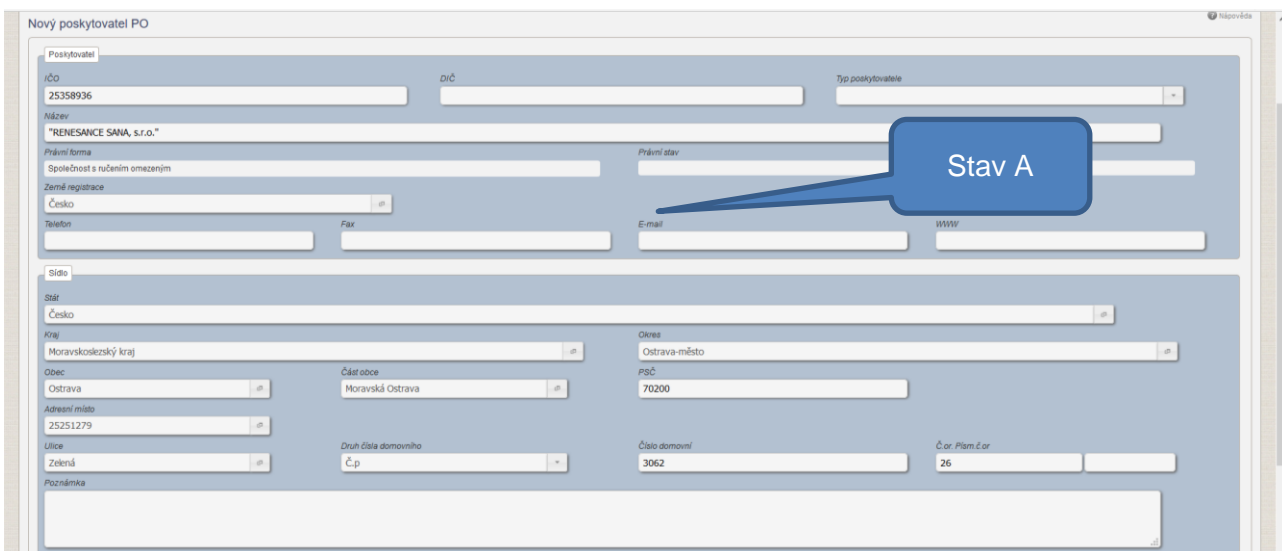 Nový poskytovatel PO
Nápověda
Poskytovatel
IČO DIČ Typ poskytovatele
25358936
Název
"RENESANCE SANA, s.r.o."
Právní forma Právní stav
Společnost s ručením omezeným
Stav A
Země registrace
Česko
Telefon Fax E-mail WWW
Sídlo
Stát
Česko
Kraj Okres
Moravskoslezský kraj Ostrava-město
Obec Část obce PSČ
Ostrava Moravská Ostrava 70200
Adresní místo
25251279
Ulice Druh čísla domovního Číslo domovní Č.or. Písm.č.or
Zelená Č.p 3062 26
Poznámka